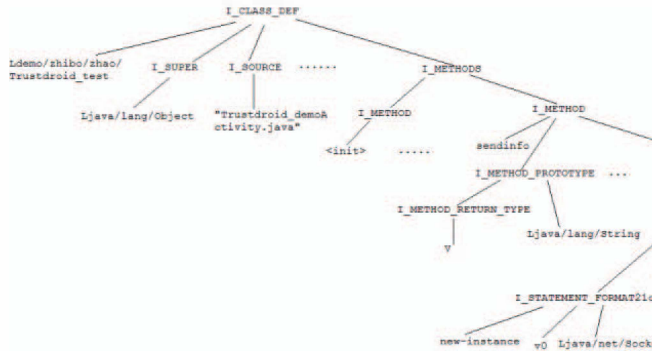 I_CLASS_DEF
Ldemo/zhibo/zhao/
Trustdroid_test
I_SUPER
I_SOURCE
......
I_METHODS
Ljava/lang/Object
"Trustdroid_demoA
ctivity.java"
I_METHOD
I_METHOD
<init>
.....
sendinfo
I_METHOD_PROTOTYPE
...
I_METHOD_RETURN_TYPE
Ljava/lang/String
V
I_STATEMENT_FORMAT21c
new-instance
v0
Ljava/net/Sock